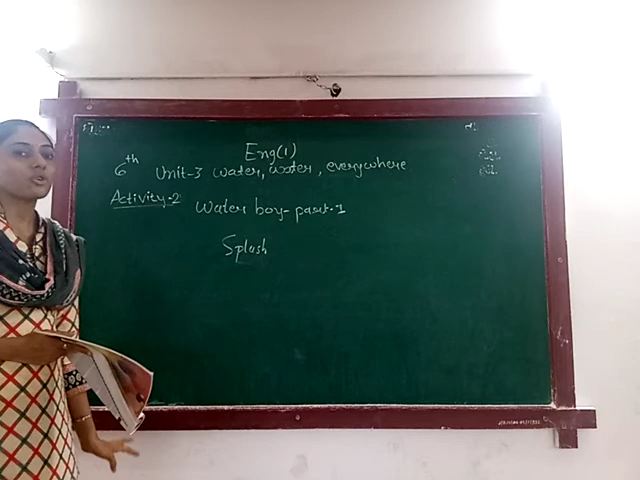 Eng(1)
6th Unit-3 Water, water, everywhere
Activity-2 Water boy- part-1
Splash